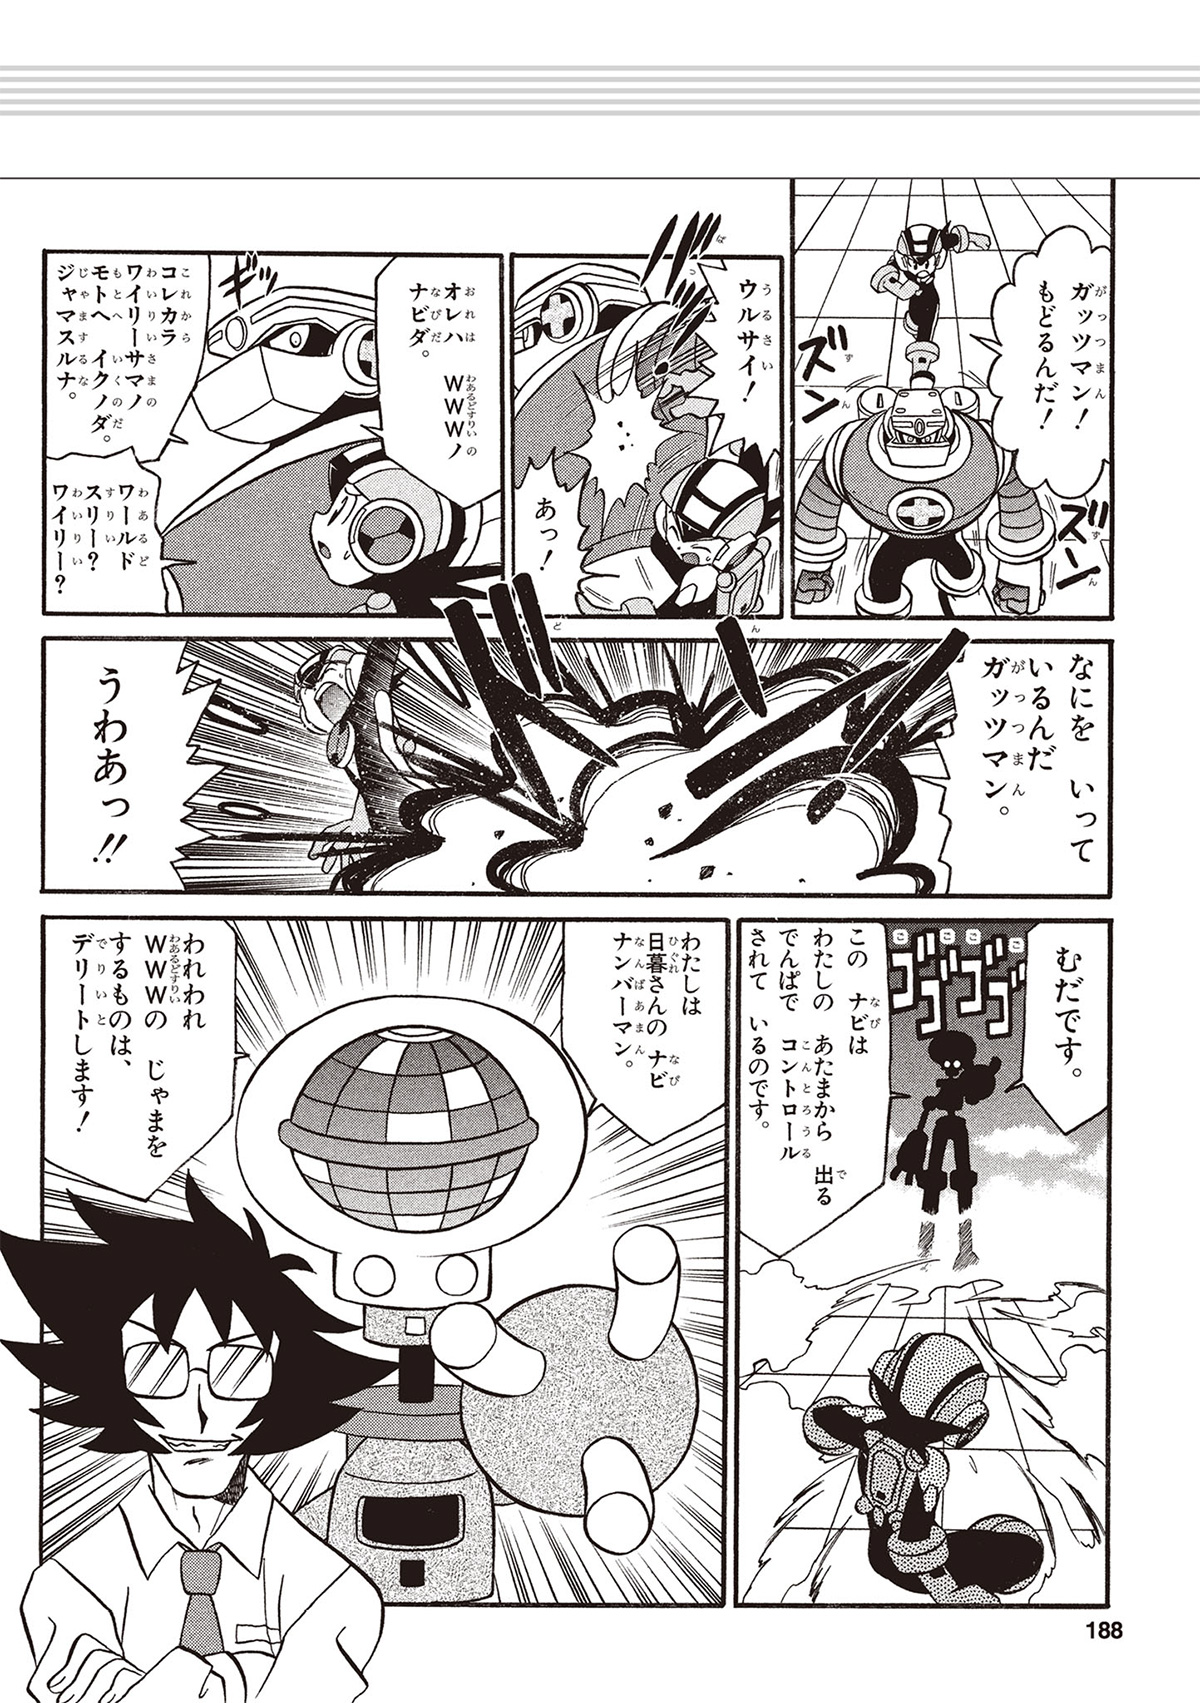 ガッツマン！
もどるんだ！
ズン
ズン
ウルサイ！
あっ！
オレハ　ＷＷＷノ
ナビダ。
ギギ
コレカラ
ワイリーサマノ
モトヘ　イクノダ。
ジャマスルナ。
ワールド
スリー？
ワイリー？
なにを　いって
いるんだ
ガッツマン。
うわあっ!!
むだです。
ゴゴゴゴ
この　ナビは
わたしの　あたまから　出る
でんぱで　コントロール
されて　いるのです。
わたしは
日暮さんの　ナビ
ナンバーマン。
われわれ
ＷＷＷの　じゃまを
するものは、
デリートします！
188